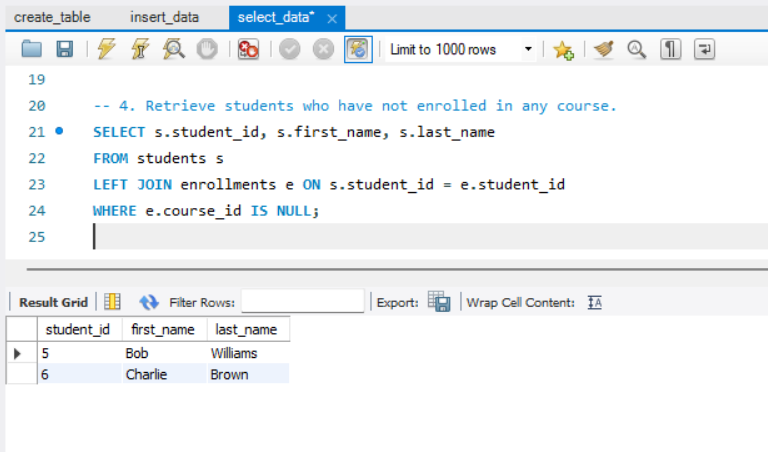 create_table insert_data select_data*
Limit to 1000 rows
19
20 -- 4. Retrieve students who have not enrolled in any course.
21 SELECT s.student_id, s.first_name, s.last_name
22 FROM students s
23 LEFT JOIN enrollments e ON s.student_id = e.student_id
24 WHERE e.course_id IS NULL;
25
Result Grid Filter Rows: Export: Wrap Cell Content: IA
student_id first_name last_name
5 Bob Williams
6 Charlie Brown